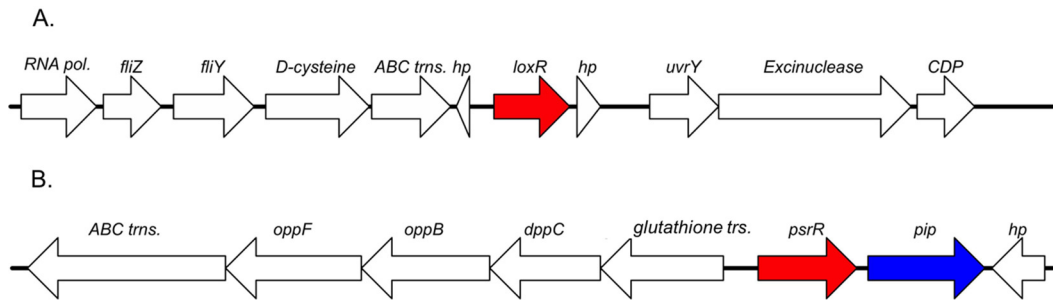 A.
RNA pol. fliZ fliY D-cysteine ABC trns. hp loxR hp uvrY Excinuclease CDP
B.
ABC trns. oppF oppB dppC glutathione trs. psrR pip hp